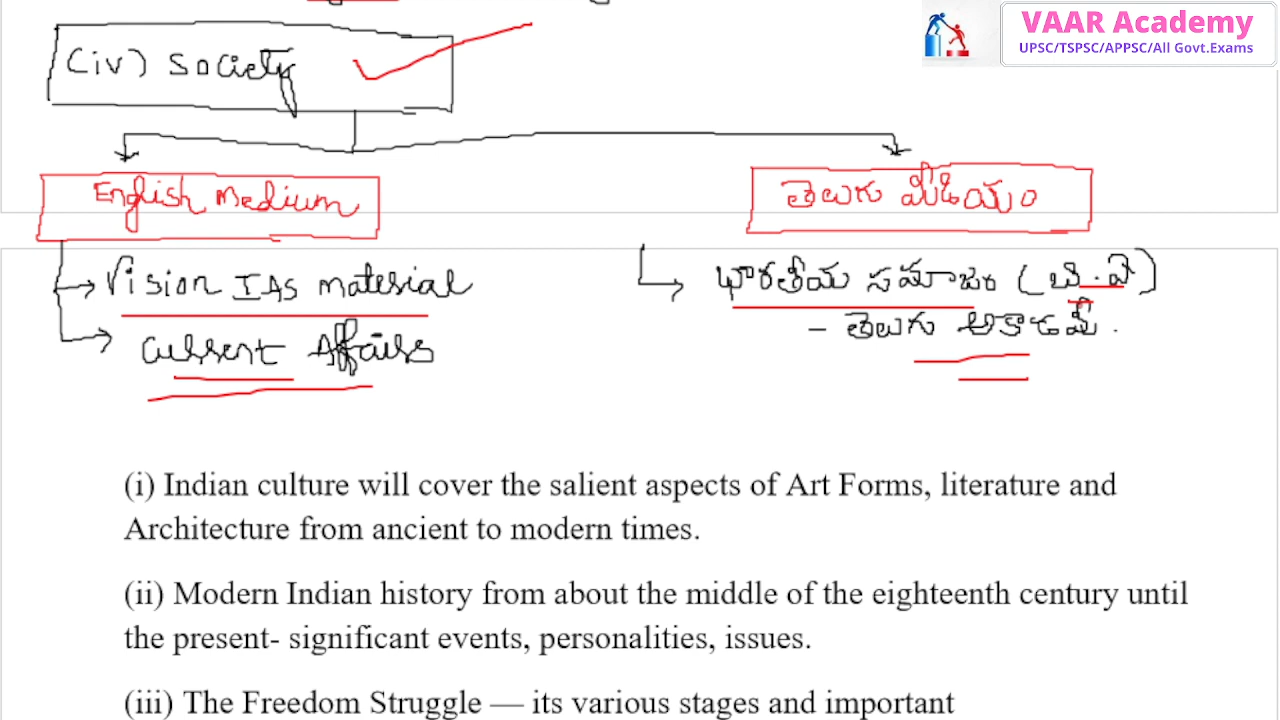 VAAR Academy
UPSC/TSPSC/APPSC/All Govt.Exams
(iv) Society
English Medium
తెలుగు మీడియం
Vision IAS material
భారతీయ సమాజం (బి.ఏ)
- తెలుగు అకాడమీ.
Current Affairs
(i) Indian culture will cover the salient aspects of Art Forms, literature and
Architecture from ancient to modern times.
(ii) Modern Indian history from about the middle of the eighteenth century until
the present- significant events, personalities, issues.
(iii) The Freedom Struggle — its various stages and important